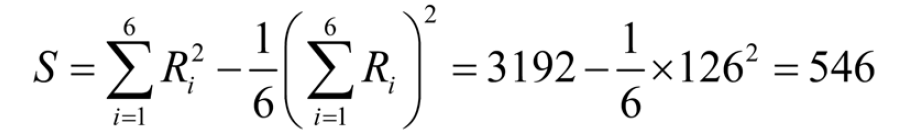 S = \sum_{i=1}^{6} R_i^2 - \frac{1}{6} \left( \sum_{i=1}^{6} R_i \right)^2 = 3192 - \frac{1}{6} \times 126^2 = 546